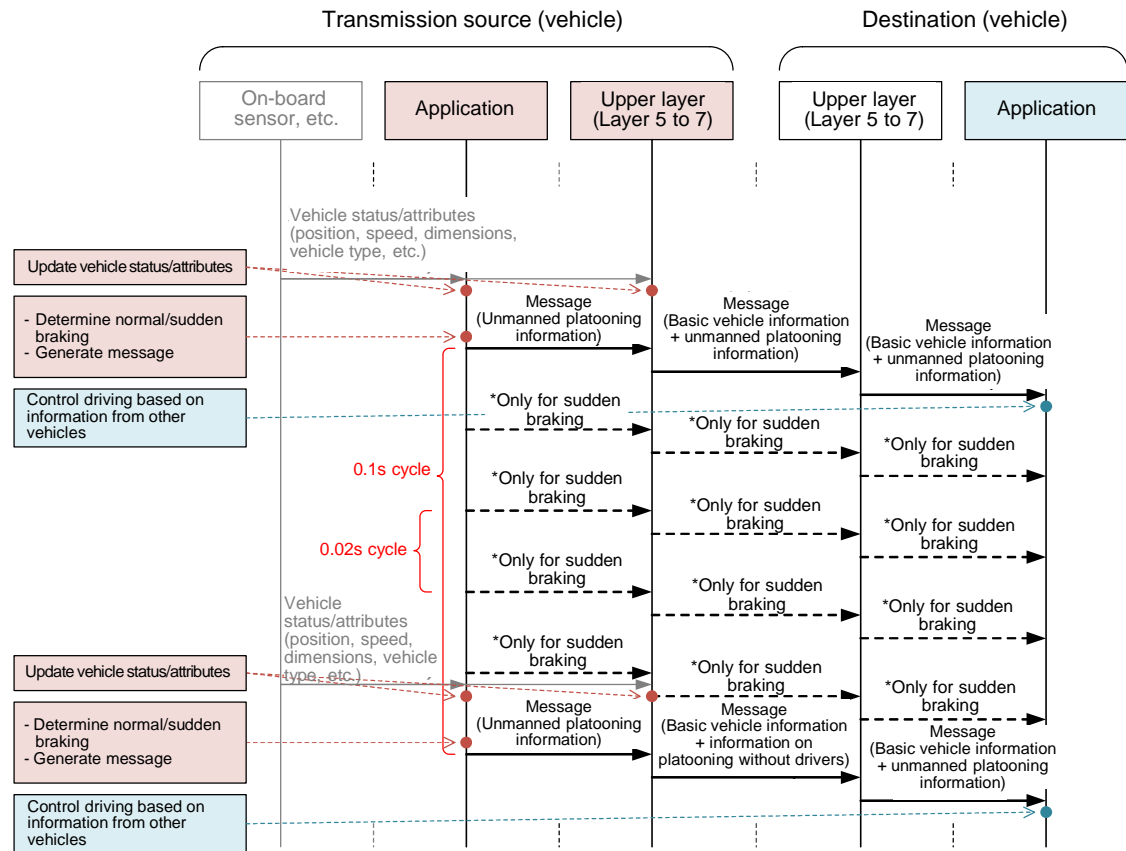 Transmission source (vehicle)
Destination (vehicle)
On-board
sensor, etc.
Application
Upper layer
(Layer 5 to 7)
Upper layer
(Layer 5 to 7)
Application
Vehicle status/attributes
(position, speed, dimensions,
vehicle type, etc.)
Update vehicle status/attributes
- Determine normal/sudden
braking
- Generate message
Message
(Unmanned platooning
information)
Message
(Basic vehicle information
+ unmanned platooning
information)
Message
(Basic vehicle information
+ unmanned platooning
information)
Control driving based on
information from other
vehicles
*Only for sudden
braking
*Only for sudden
braking
*Only for sudden
braking
0.1s cycle
*Only for sudden
braking
*Only for sudden
braking
*Only for sudden
braking
0.02s cycle
*Only for sudden
braking
*Only for sudden
braking
*Only for sudden
braking
Vehicle
status/attributes
(position, speed,
dimensions, vehicle
type, etc.)
*Only for sudden
braking
*Only for sudden
braking
*Only for sudden
braking
Update vehicle status/attributes
- Determine normal/sudden
braking
- Generate message
Message
(Unmanned platooning
information)
Message
(Basic vehicle information
+ information on
platooning without drivers)
Message
(Basic vehicle information
+ unmanned platooning
information)
Control driving based on
information from other
vehicles